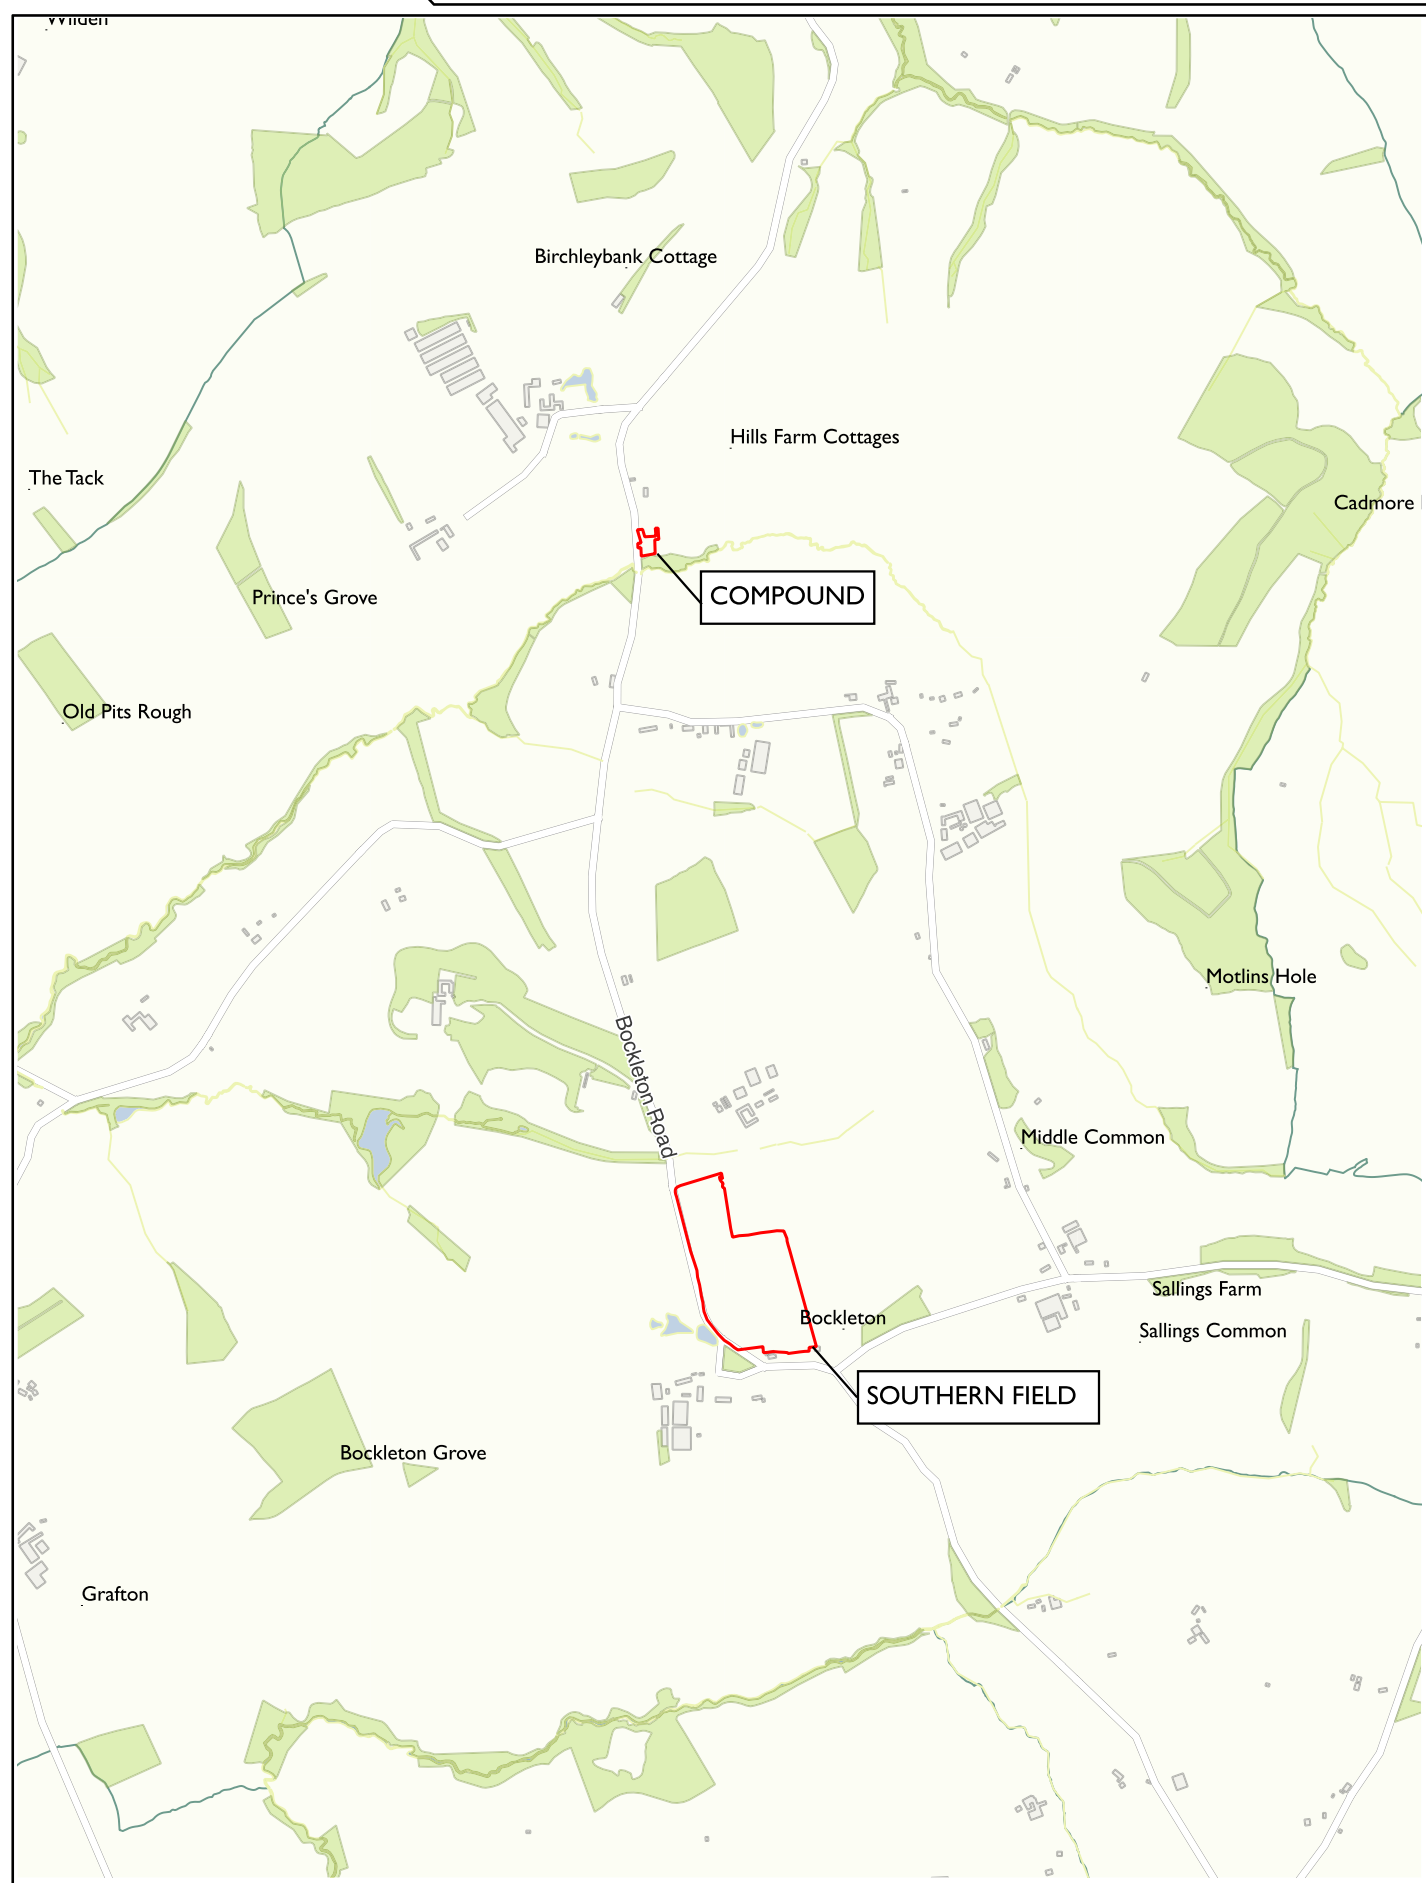 Wilden
Birchleybank Cottage
Hills Farm Cottages
The Tack
Cadmore
COMPOUND
Prince's Grove
Old Pits Rough
Motlins Hole
Bockleton Road
Middle Common
Sallings Farm
Bockleton
Sallings Common
SOUTHERN FIELD
Bockleton Grove
Grafton